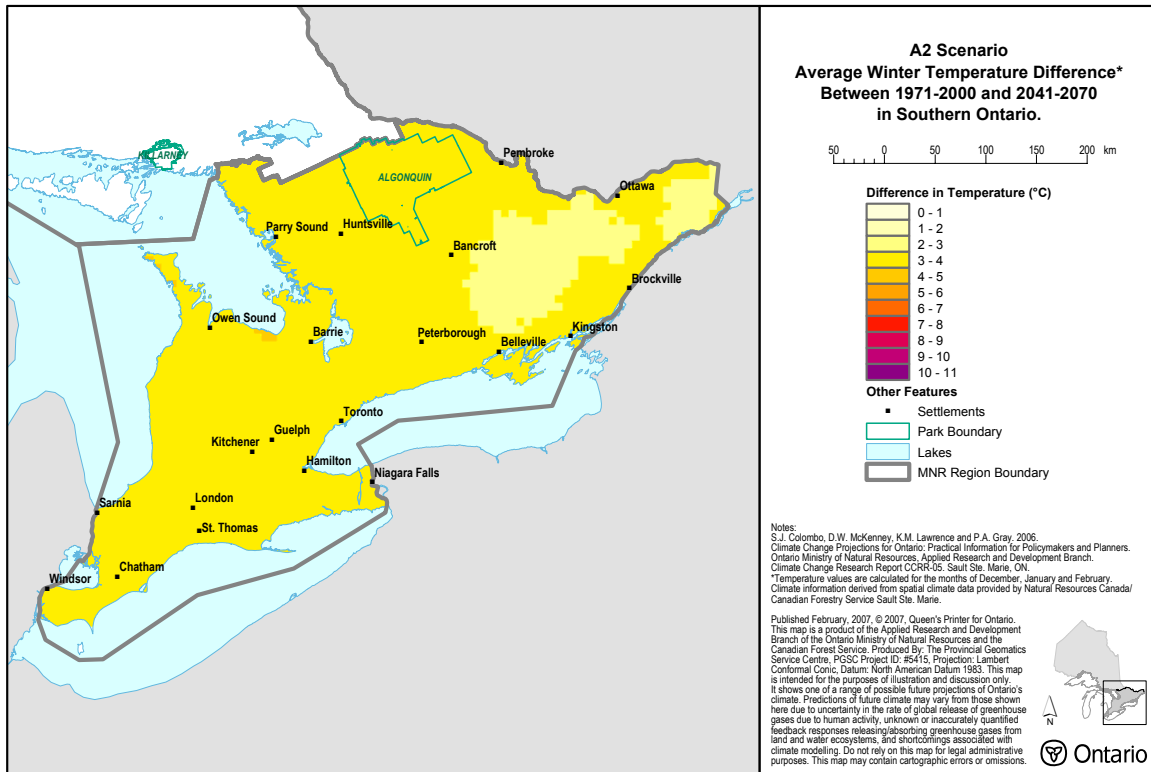 A2 Scenario
Average Winter Temperature Difference*
Between 1971-2000 and 2041-2070
in Southern Ontario.
50 0 50 100 150 200 km
Difference in Temperature (°C)
0 - 1
1 - 2
2 - 3
3 - 4
4 - 5
5 - 6
6 - 7
7 - 8
8 - 9
9 - 10
10 - 11
Other Features
Settlements
Park Boundary
Lakes
MNR Region Boundary
KILLARNEY
ALGONQUIN
Pembroke
Ottawa
Parry Sound
Huntsville
Bancroft
Brockville
Owen Sound
Barrie
Peterborough
Kingston
Belleville
Toronto
Guelph
Kitchener
Hamilton
Niagara Falls
Sarnia
London
St. Thomas
Chatham
Windsor
Notes:
S.J. Colombo, D.W. McKenney, K.M. Lawrence and P.A. Gray. 2006.
Climate Change Projections for Ontario: Practical Information for Policymakers and Planners.
Ontario Ministry of Natural Resources, Applied Research and Development Branch.
Climate Change Research Report CCRR-05. Sault Ste. Marie, ON.
*Temperature values are calculated for the months of December, January and February.
Climate information derived from spatial climate data provided by Natural Resources Canada/
Canadian Forestry Service Sault Ste. Marie.
Published February, 2007, © 2007, Queen's Printer for Ontario.
This map is a product of the Applied Research and Development
Branch of the Ontario Ministry of Natural Resources and the
Canadian Forest Service. Produced By: The Provincial Geomatics
Service Centre, PGSC Project ID: #5415, Projection: Lambert
Conformal Conic, Datum: North American Datum 1983. This map
is intended for the purposes of illustration and discussion only.
It shows one of a range of possible future projections of Ontario's
climate. Predictions of future climate may vary from those shown
here due to uncertainty in the rate of global release of greenhouse
gases due to human activity, unknown or inaccurately quantified
feedback responses releasing/absorbing greenhouse gases from
land and water ecosystems, and shortcomings associated with
climate modelling. Do not rely on this map for legal administrative
purposes. This map may contain cartographic errors or omissions.
N
Ontario